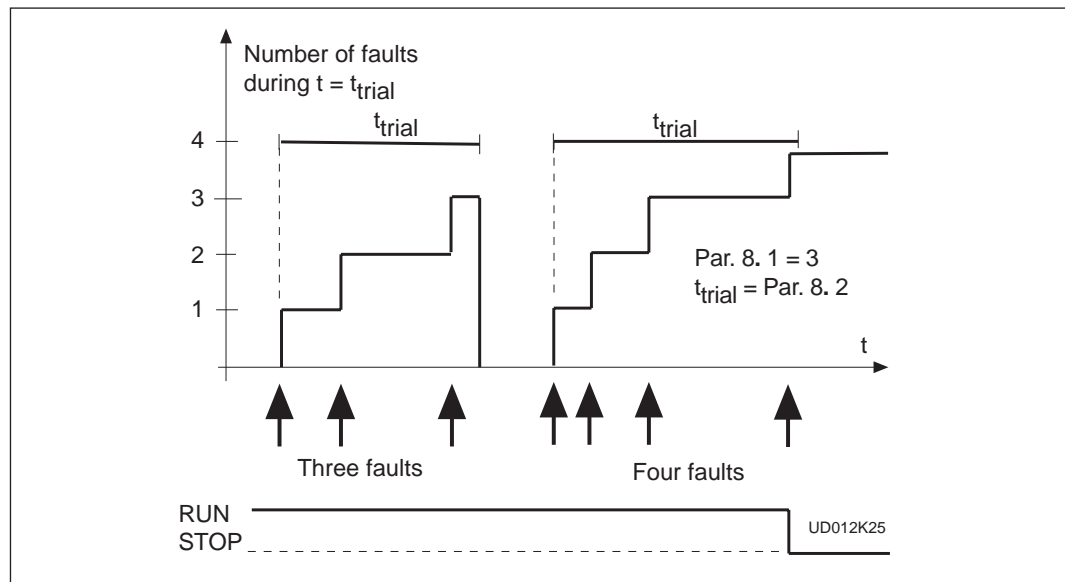 Number of faults
during t = ttrial
ttrial
ttrial
4
3
2
1
Par. 8. 1 = 3
ttrial = Par. 8. 2
t
Three faults
Four faults
RUN
STOP
UD012K25